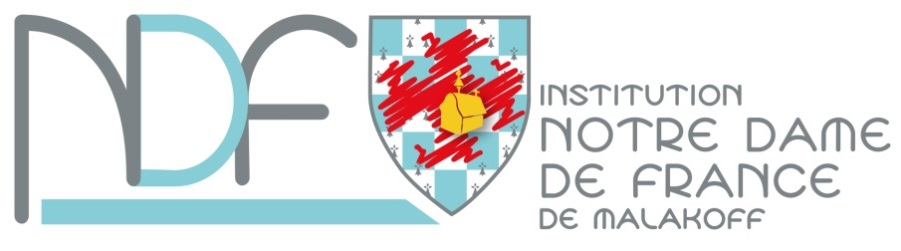 NDF
INSTITUTION
NOTRE DAME
DE FRANCE
DE MALAKOFF